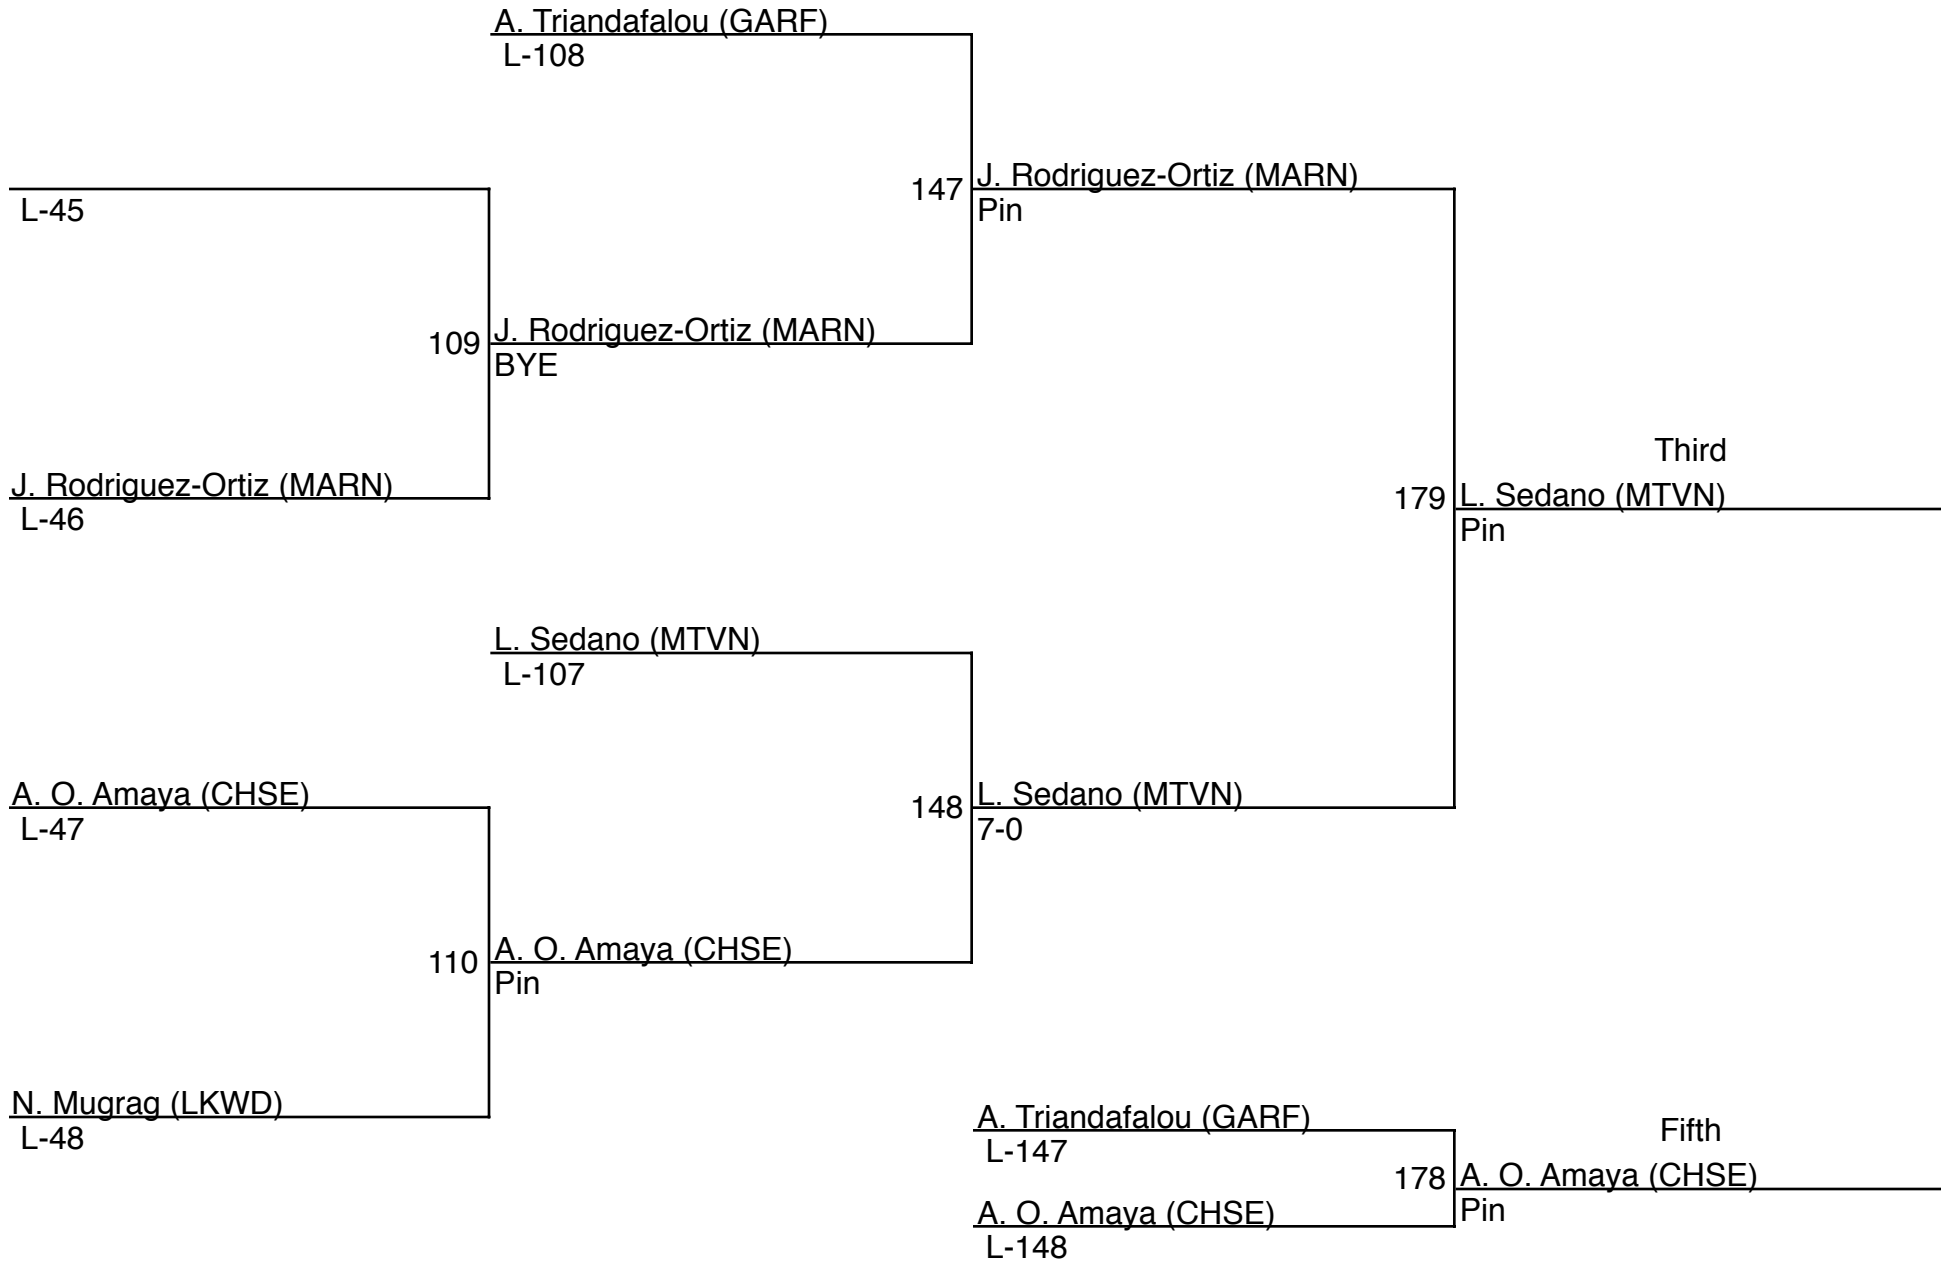 A. Triandafalou (GARF)
L-108
L-45
147
J. Rodriguez-Ortiz (MARN)
Pin
109
J. Rodriguez-Ortiz (MARN)
BYE
J. Rodriguez-Ortiz (MARN)
L-46
Third
179
L. Sedano (MTVN)
Pin
L. Sedano (MTVN)
L-107
A. O. Amaya (CHSE)
L-47
148
L. Sedano (MTVN)
7-0
110
A. O. Amaya (CHSE)
Pin
N. Mugrag (LKWD)
L-48
A. Triandafalou (GARF)
L-147
Fifth
178
A. O. Amaya (CHSE)
Pin
A. O. Amaya (CHSE)
L-148